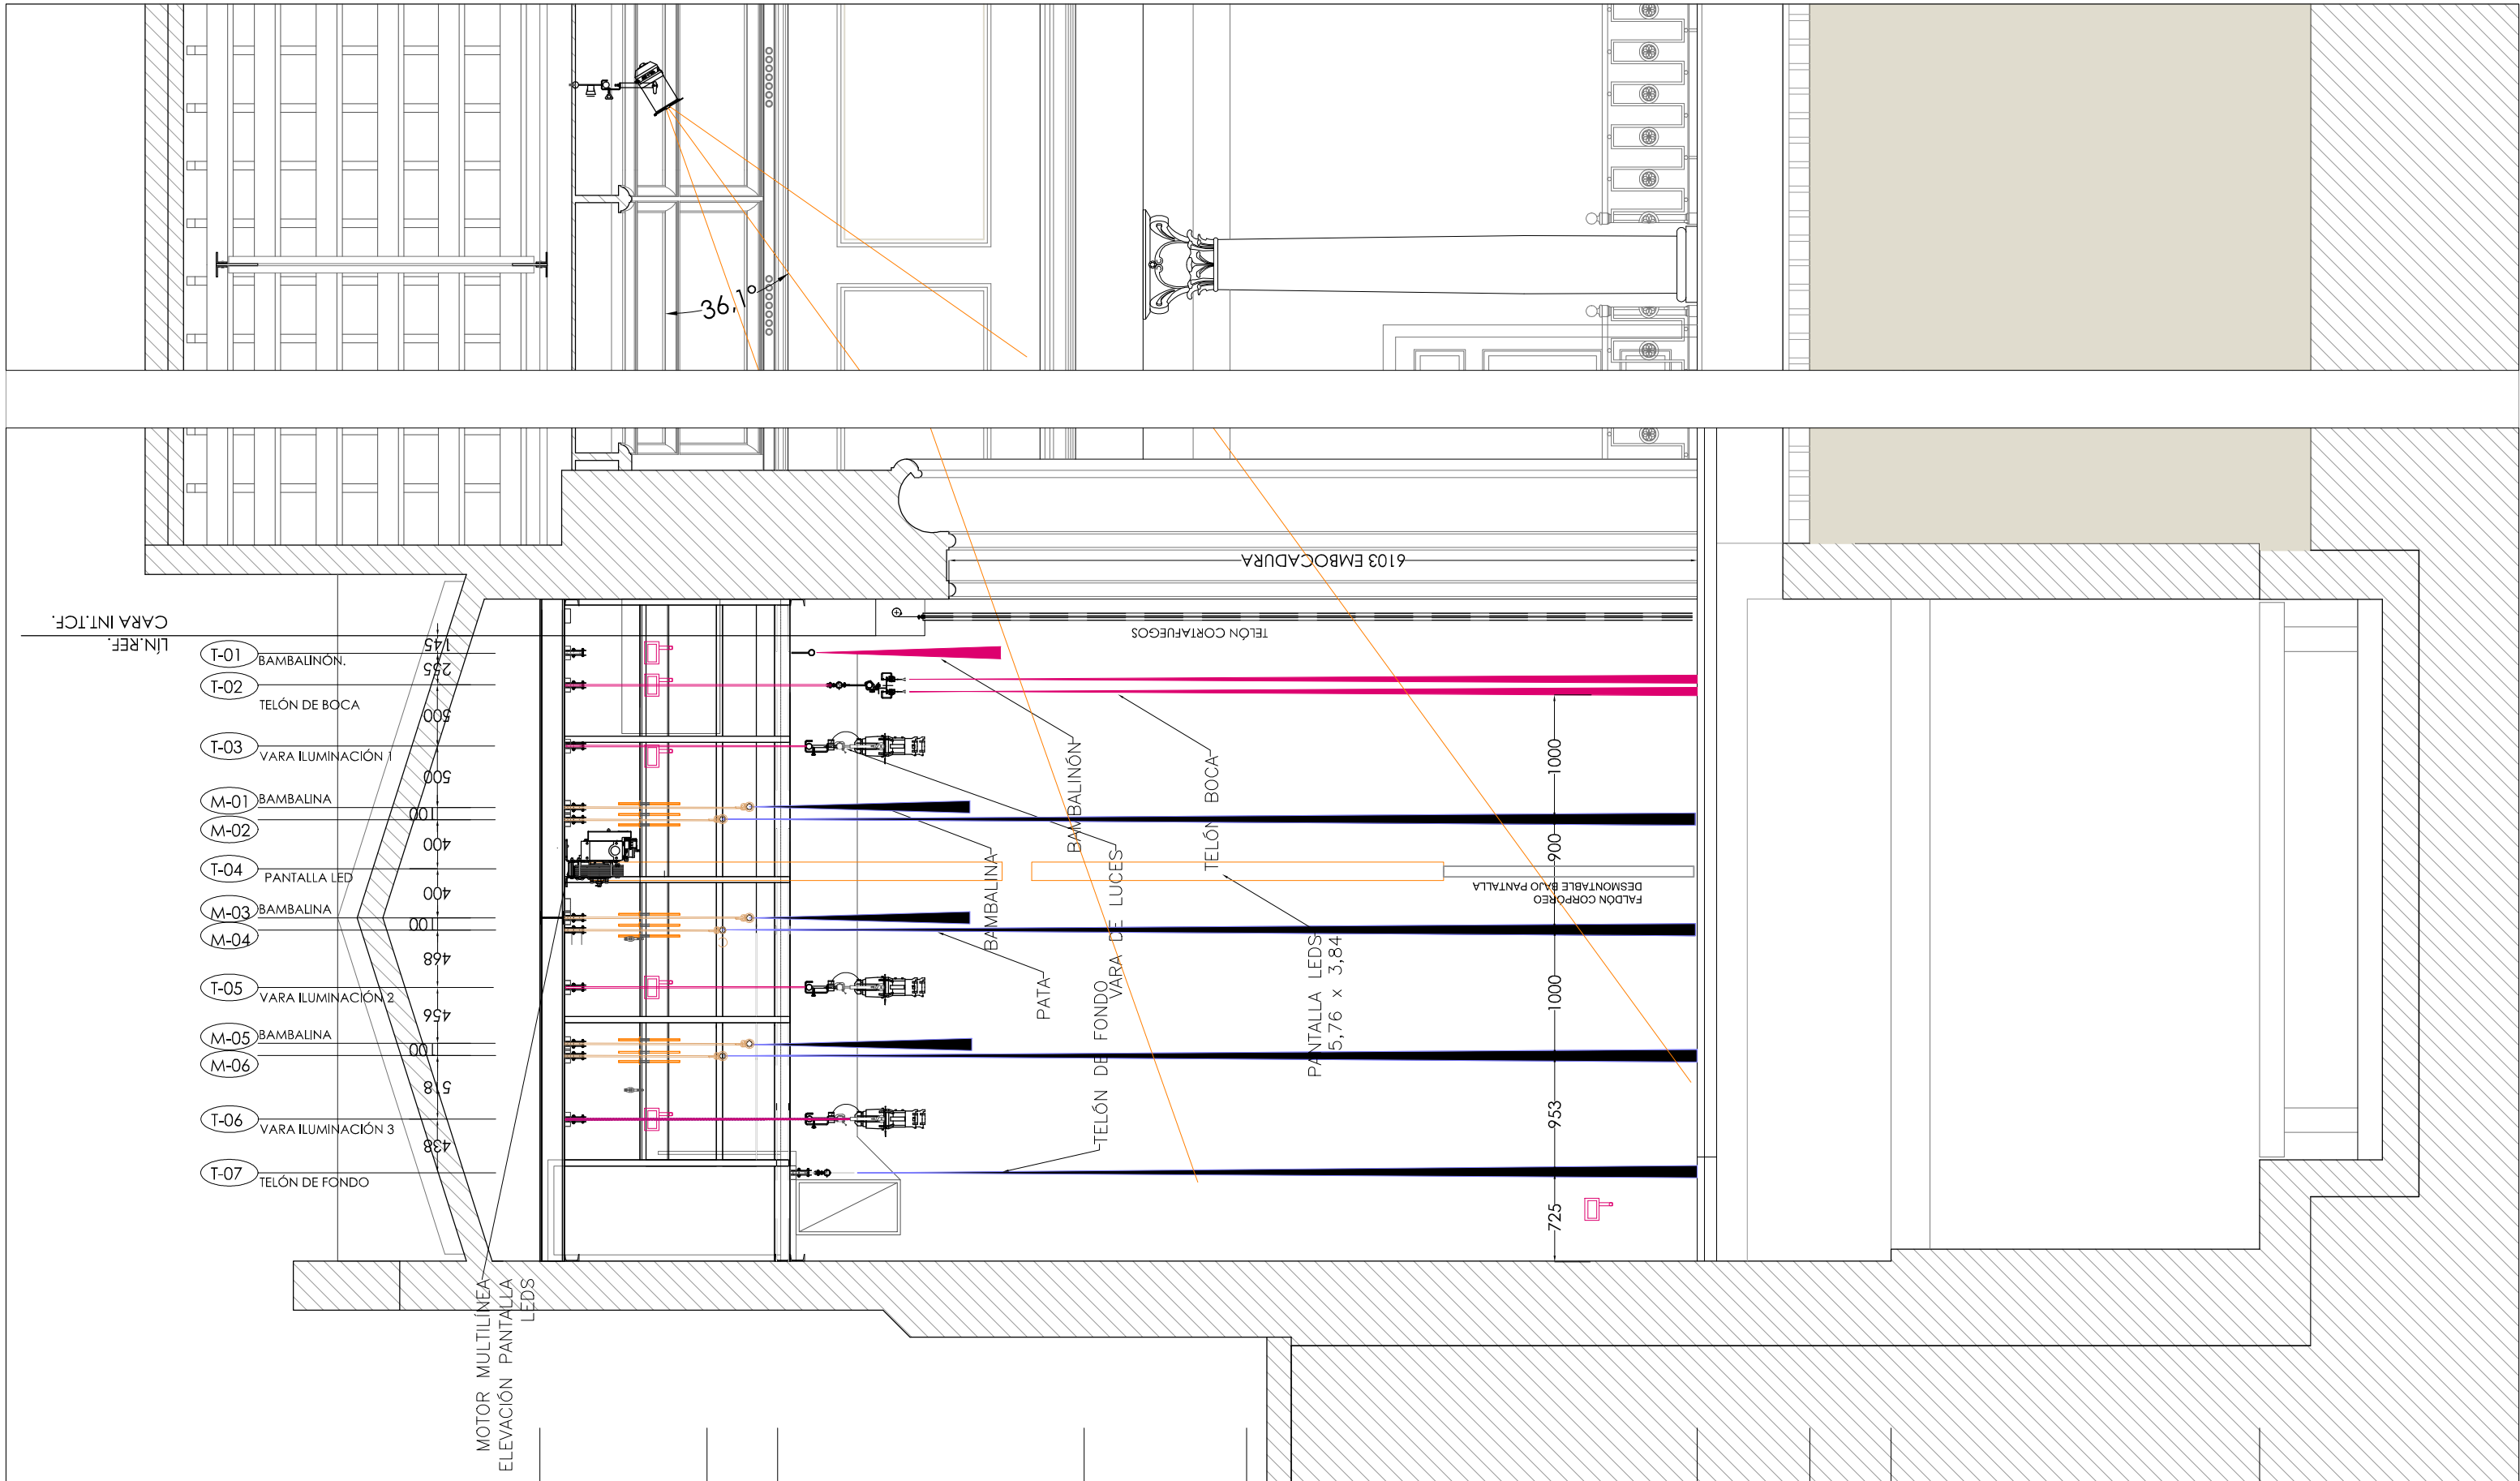 36,1°
6103 EMBOCADURA
LÍN.REF.
CARA INT.TCF.
TELÓN CORTAFUEGOS
145
T-01 BAMBALINÓN.
255
T-02
TELÓN DE BOCA
500
T-03
VARA ILUMINACIÓN 1
500
M-01 BAMBALINA
100
M-02
400
T-04
PANTALLA LED
400
M-03 BAMBALINA
100
M-04
468
T-05
VARA ILUMINACIÓN 2
456
M-05 BAMBALINA
100
M-06
518
T-06
VARA ILUMINACIÓN 3
438
T-07
TELÓN DE FONDO
BAMBALINA
PATA
BAMBALINÓN
TELÓN DE FONDO
VARA DE LUCES
TELÓN BOCA
PANTALLA LEDS
5,76 x 3,84
FALDÓN CORPÓREO
DESMONTABLE BAJO PANTALLA
1000
900
1000
953
725
MOTOR MULTILÍNEA
ELEVACIÓN PANTALLA
LEDS